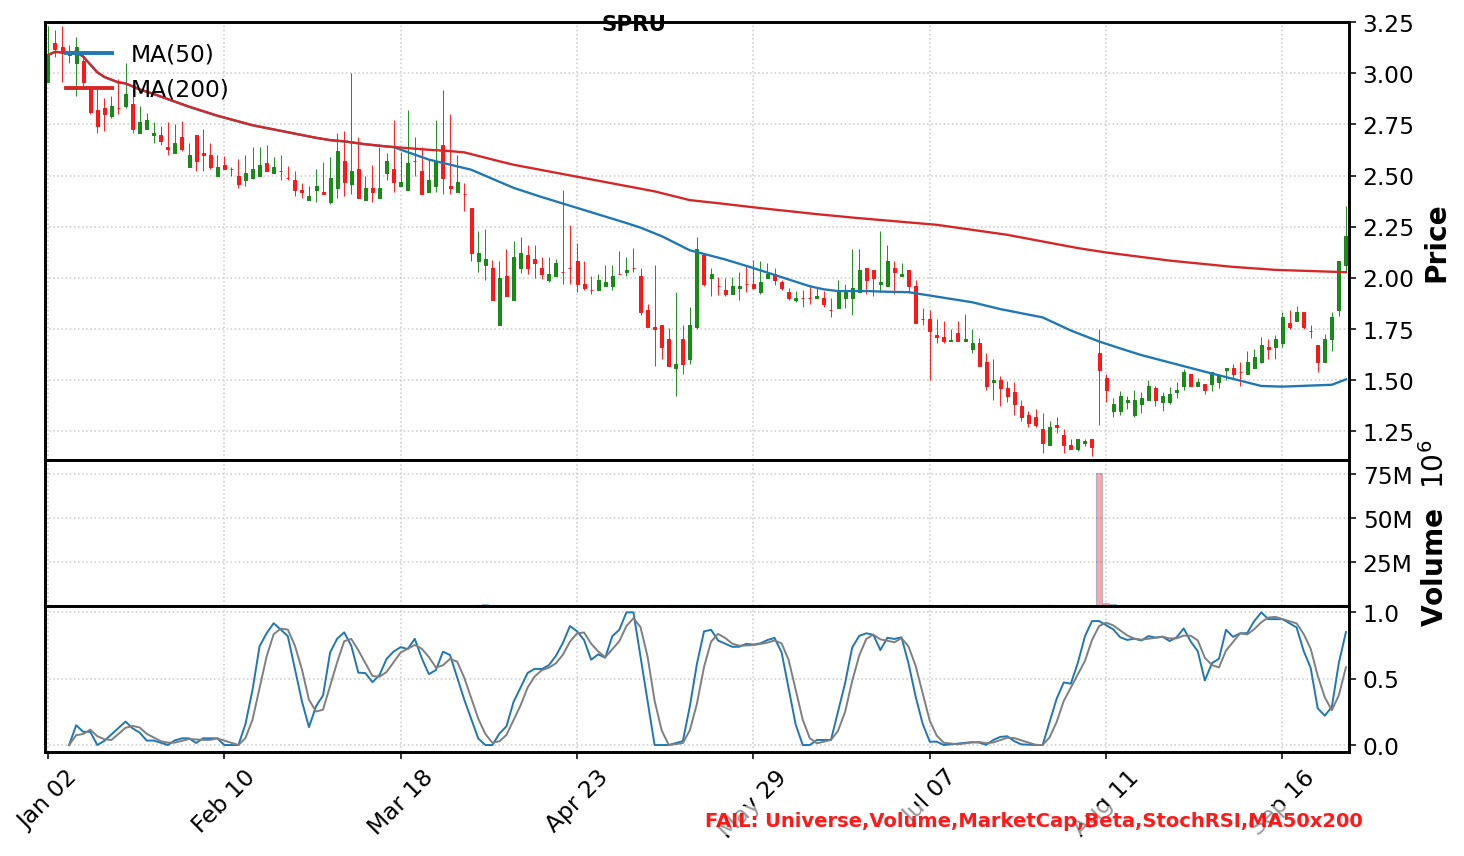 SPRU
MA(50)
MA(200)
3.25
3.00
2.75
2.50
2.25
2.00
1.75
1.50
1.25
Price
75M
50M
25M
Volume 10^6
1.0
0.5
0.0
Jan 02
Feb 10
Mar 18
Apr 23
May 29
Jul 07
Aug 11
Sep 16
FAIL: Universe,Volume,MarketCap,Beta,StochRSI,MA50x200